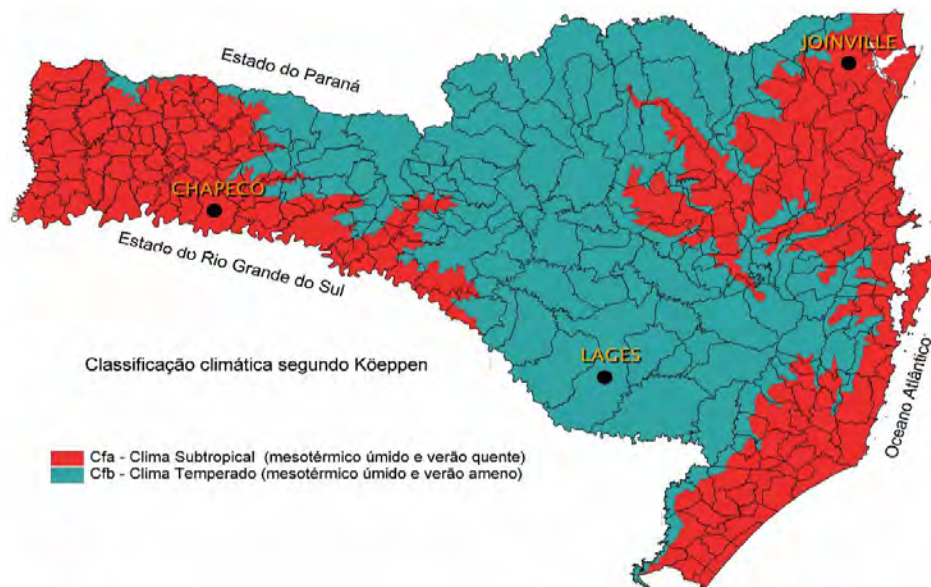 JOINVILLE
Estado do Paraná
CHAPECO
Estado do Rio Grande do Sul
LAGES
Classificação climática segundo Köeppen
Oceano Atlântico
Cfa - Clima Subtropical (mesotérmico úmido e verão quente)
Cfb - Clima Temperado (mesotérmico úmido e verão ameno)